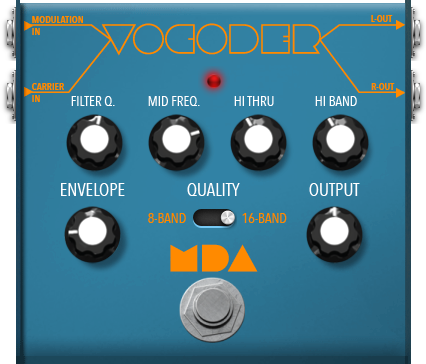 MODULATION IN
VOCODER
L-OUT
CARRIER IN
R-OUT
FILTER Q. MID FREQ. HI THRU HI BAND
ENVELOPE QUALITY OUTPUT
8-BAND 16-BAND
MDA